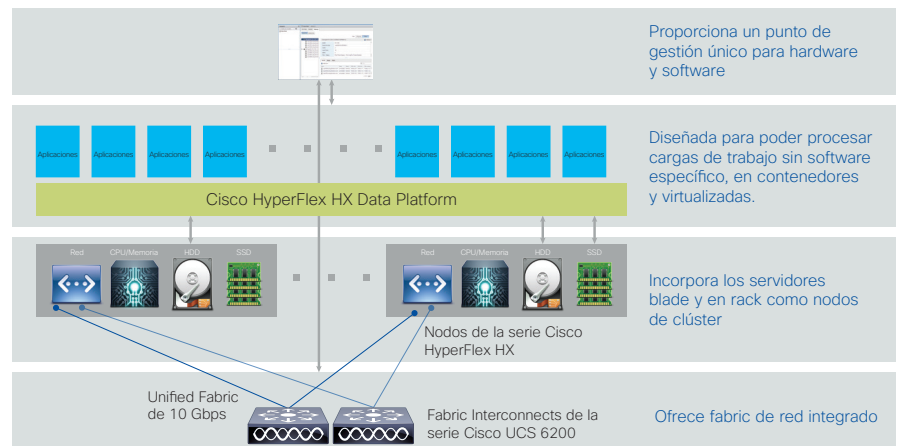 Proporciona un punto de
gestión único para hardware
y software
Aplicaciones Aplicaciones Aplicaciones Aplicaciones Aplicaciones Aplicaciones Aplicaciones Aplicaciones
Diseñada para poder procesar
cargas de trabajo sin software
específico, en contenedores
y virtualizadas.
Cisco HyperFlex HX Data Platform
Red CPU/Memoria HDD SSD Red CPU/Memoria HDD SSD
Incorpora los servidores
blade y en rack como nodos
de clúster
Nodos de la serie Cisco
HyperFlex HX
Unified Fabric
de 10 Gbps
Fabric Interconnects de la
serie Cisco UCS 6200
Ofrece fabric de red integrado